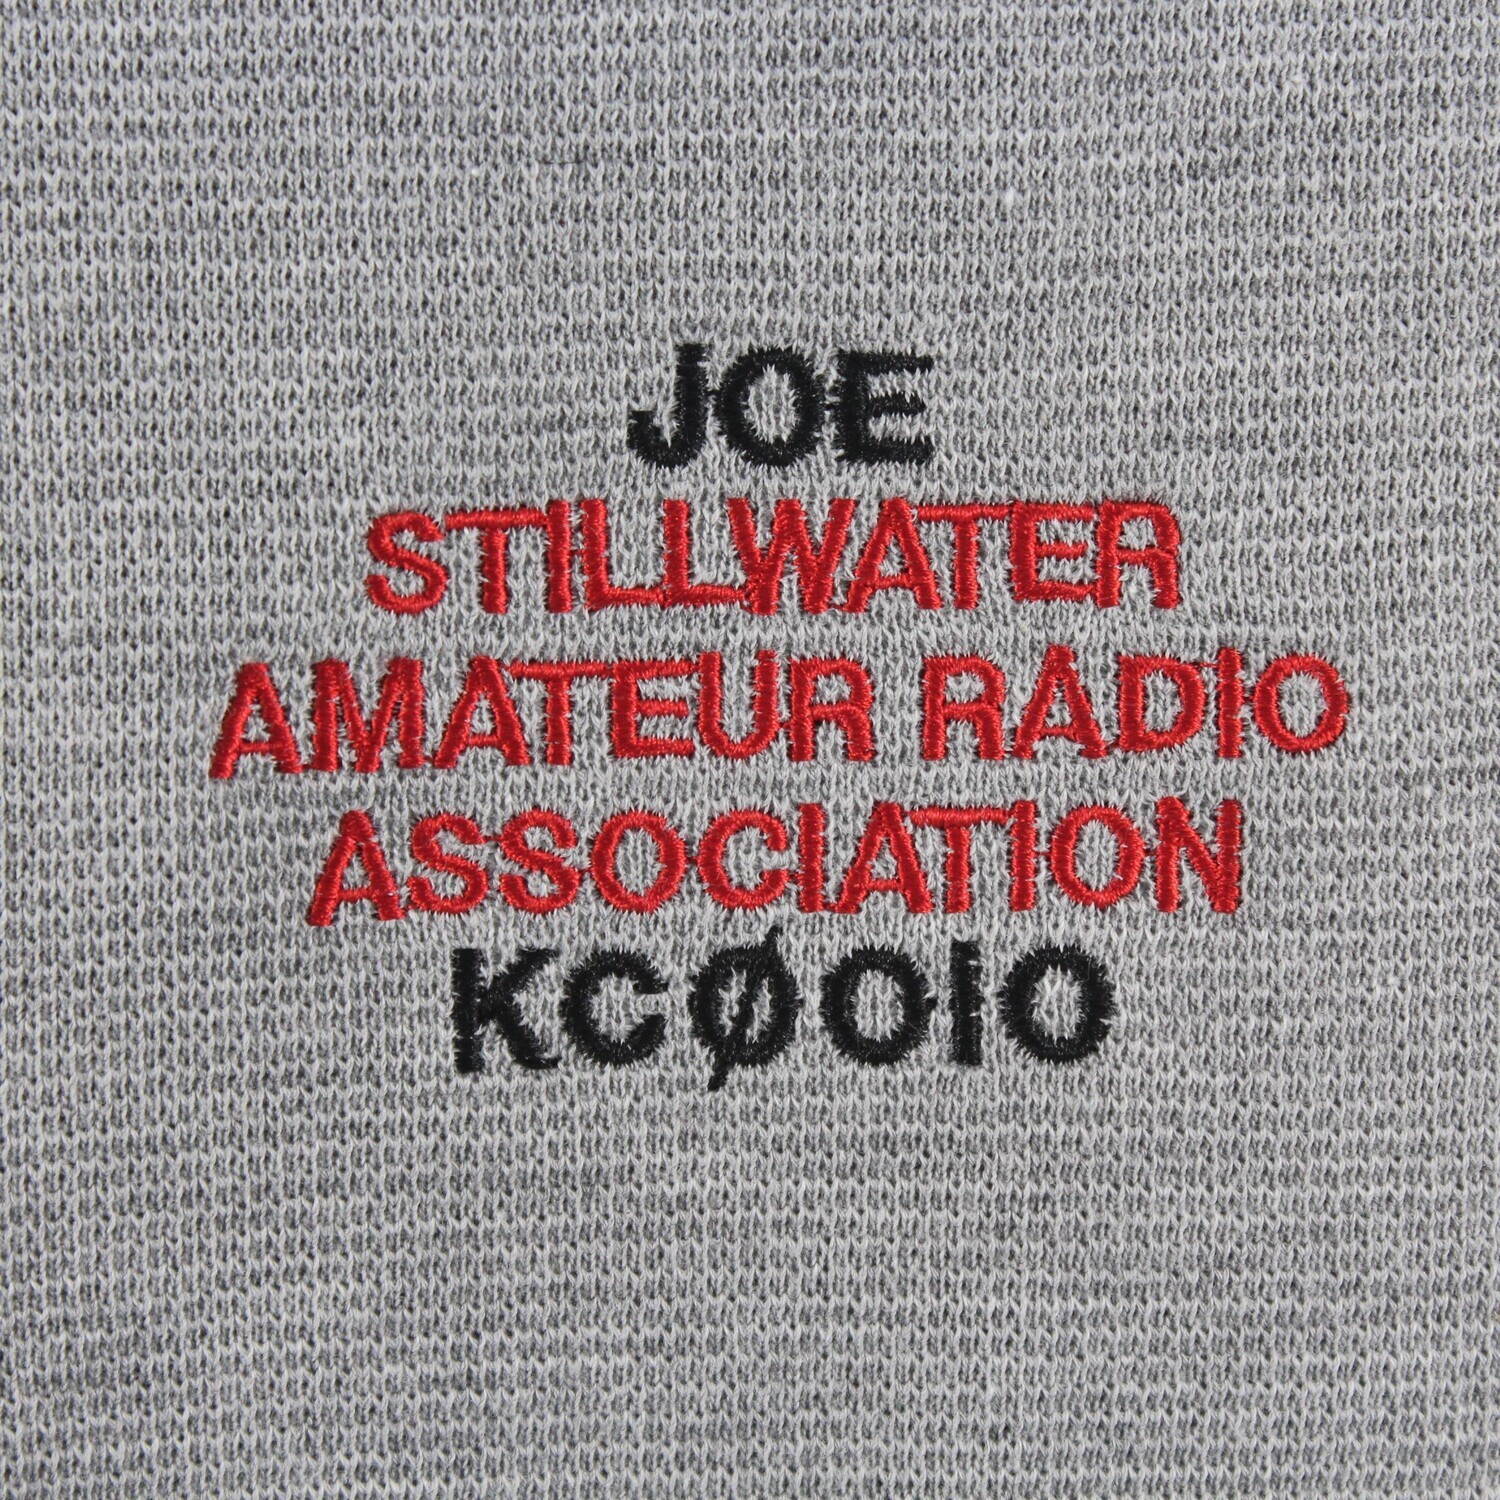 JOE
STILLWATER
AMATEUR RADIO
ASSOCIATION
KCØOIO